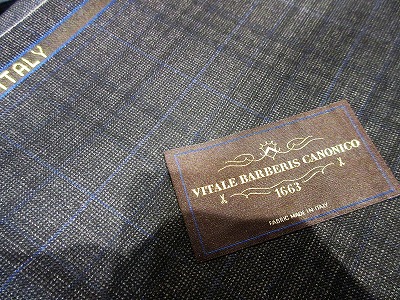 ITALY
VITALE BARBERIS CANONICO
1663
FABRIC MADE IN ITALY